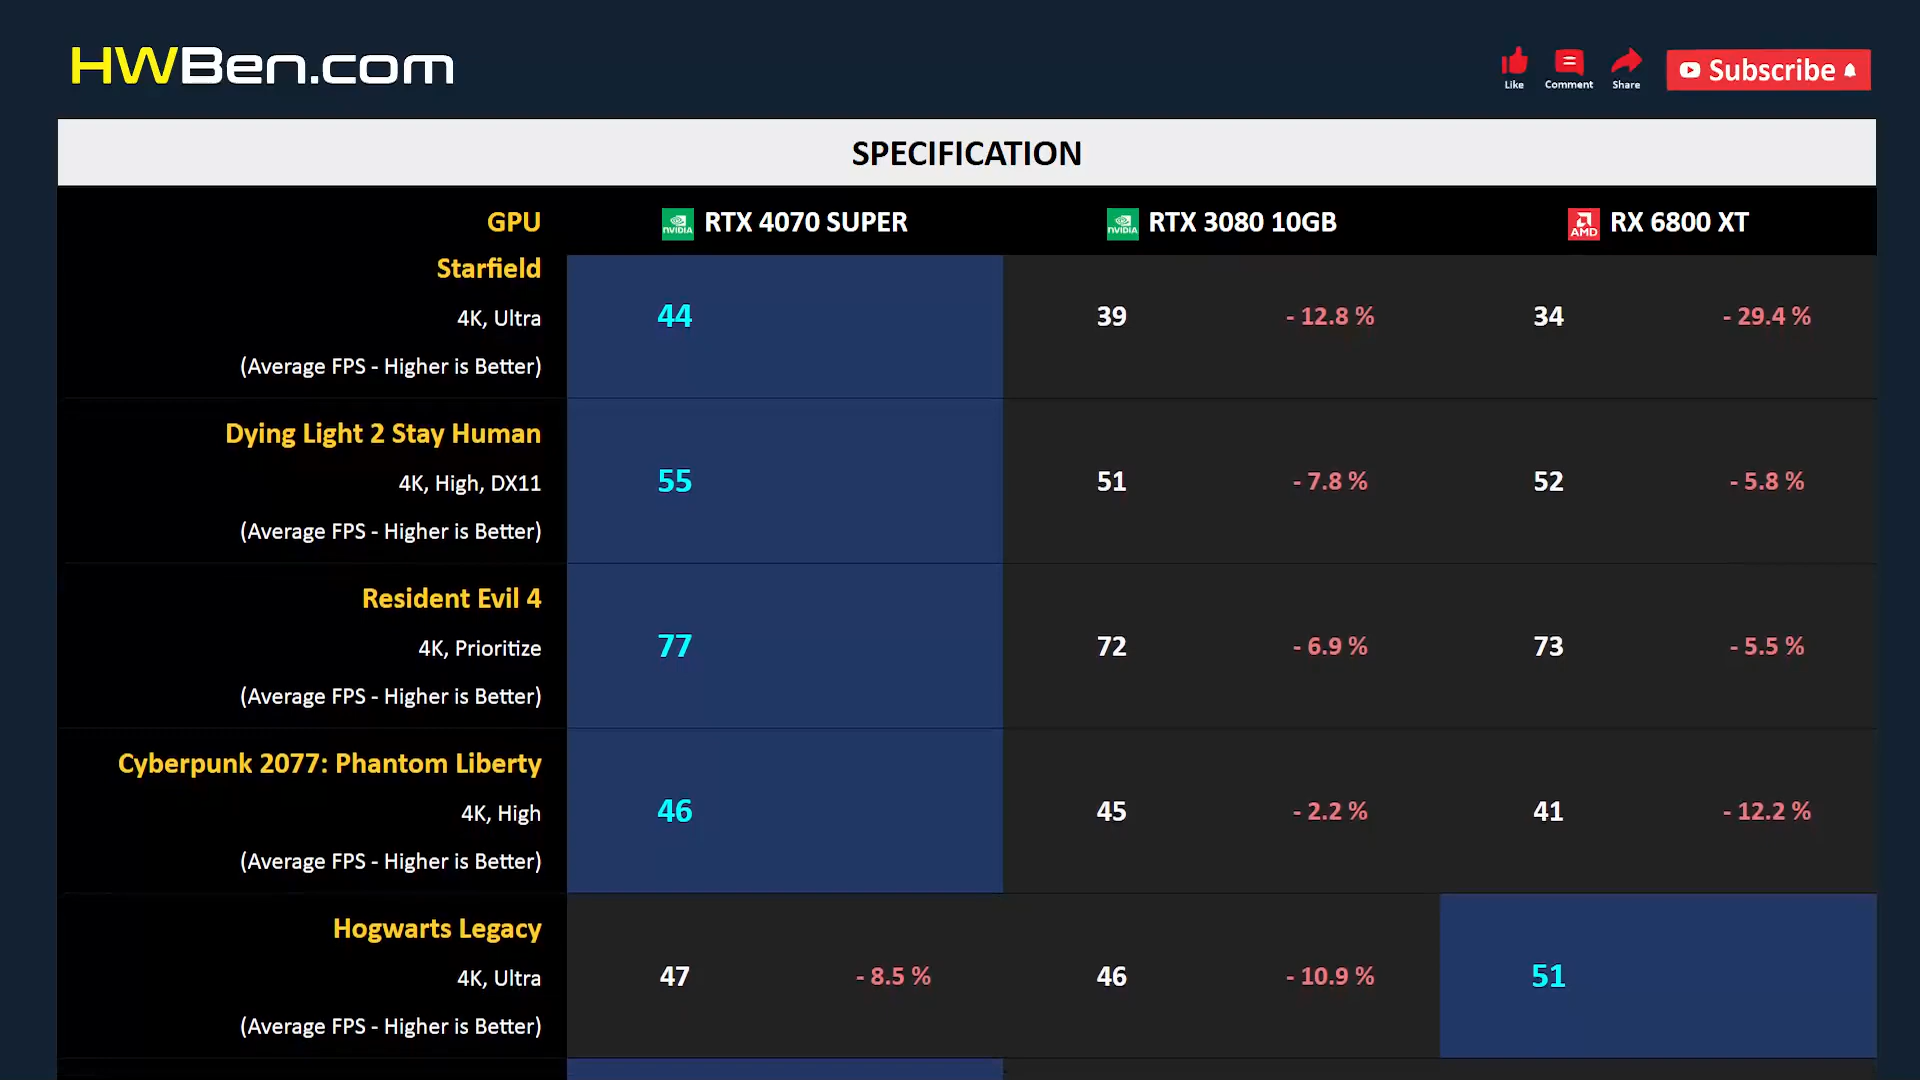 HWBen.com
Like
Comment
Share
Subscribe
SPECIFICATION
GPU
NVIDIA RTX 4070 SUPER
NVIDIA RTX 3080 10GB
AMD RX 6800 XT
Starfield
4K, Ultra
(Average FPS - Higher is Better)
44
39
- 12.8 %
34
- 29.4 %
Dying Light 2 Stay Human
4K, High, DX11
(Average FPS - Higher is Better)
55
51
- 7.8 %
52
- 5.8 %
Resident Evil 4
4K, Prioritize
(Average FPS - Higher is Better)
77
72
- 6.9 %
73
- 5.5 %
Cyberpunk 2077: Phantom Liberty
4K, High
(Average FPS - Higher is Better)
46
45
- 2.2 %
41
- 12.2 %
Hogwarts Legacy
4K, Ultra
(Average FPS - Higher is Better)
47
- 8.5 %
46
- 10.9 %
51